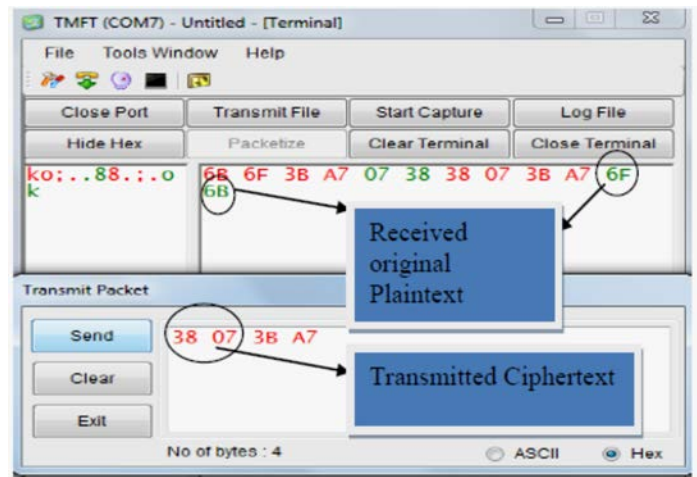 TMFT (COM7) - Untitled - [Terminal]
File Tools Window Help
Close Port Transmit File Start Capture Log File
Hide Hex Packetize Clear Terminal Close Terminal
ko;..88.;.o
k
6B 6F 3B A7 07 38 38 07 3B A7 6F
6B
Received
original
Plaintext
Transmit Packet
Send
38 07 3B A7
Clear
Transmitted Ciphertext
Exit
No of bytes : 4 ASCII Hex